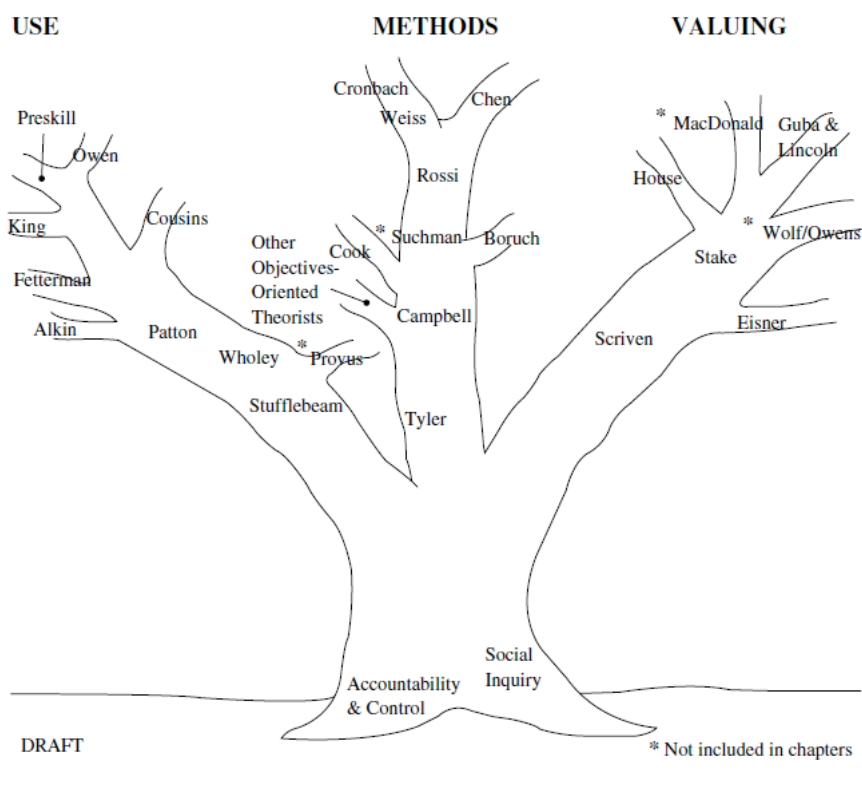 USE
METHODS
VALUING
Preskill
Owen
King
Cousins
Fetterman
Alkin
Patton
Wholey
* Provus
Stufflebeam
Cronbach
Weiss
Chen
Rossi
* Suchman
Boruch
Cook
Other
Objectives-
Oriented
Theorists
Campbell
Tyler
* MacDonald
Guba &
Lincoln
House
* Wolf/Owens
Stake
Eisner
Scriven
Social
Inquiry
Accountability
& Control
DRAFT
* Not included in chapters